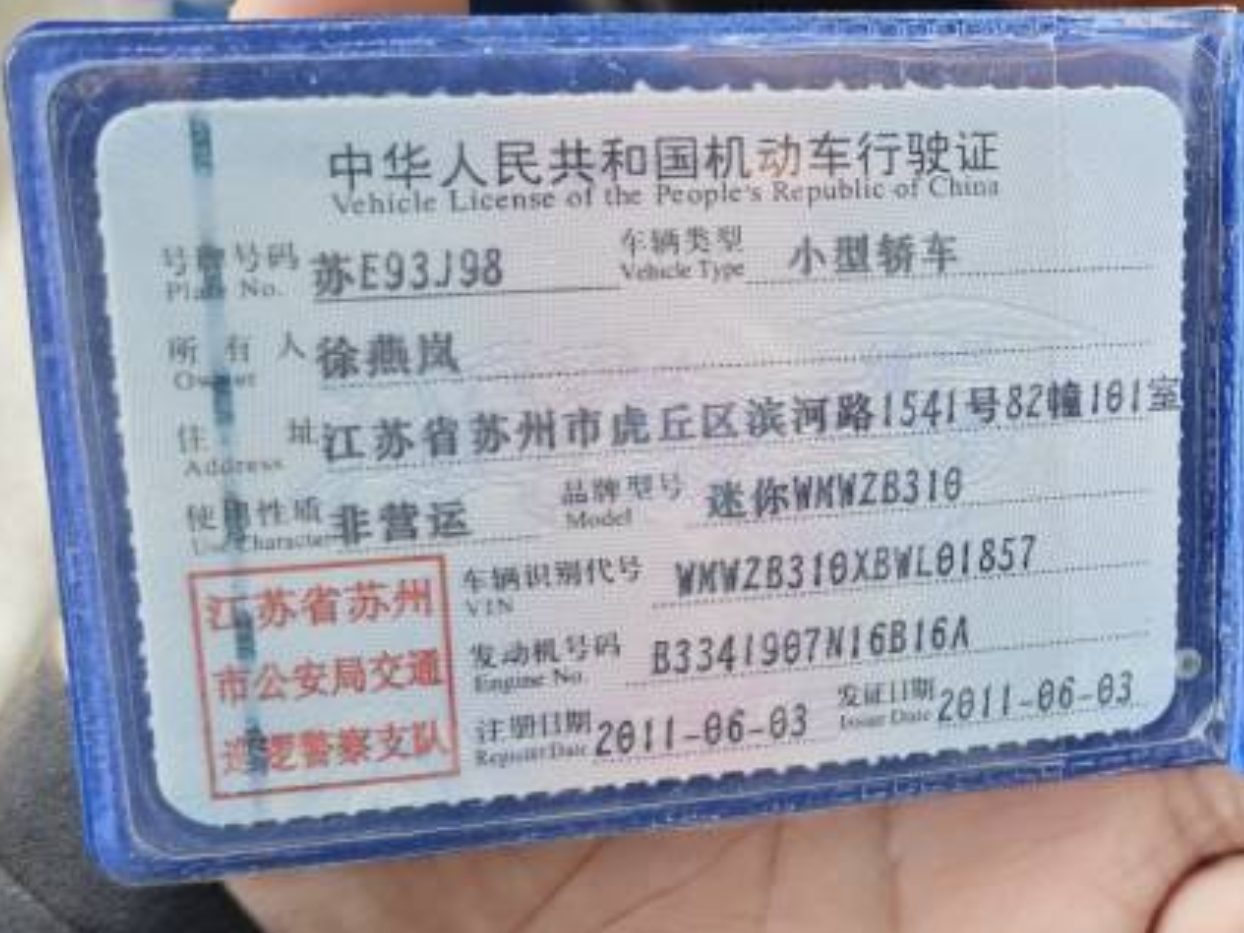 中华人民共和国机动车行驶证
Vehicle License of the People's Republic of China
号牌号码 苏E93J98 车辆类型 小型轿车
Plate No. Vehicle Type
所有人 徐燕岚
Owner
住址 江苏省苏州市虎丘区滨河路1541号82幢101室
Address
使用性质 非营运 品牌型号 迷你WMWZB310
Use Character Model
江苏省苏州
市公安局交通
巡逻警察支队
车辆识别代号 WMWZB310XBWL01857
VIN
发动机号码 B3341907N16B16A
Engine No.
注册日期 2011-06-03 发证日期 2011-06-03
Register Date Issue Date